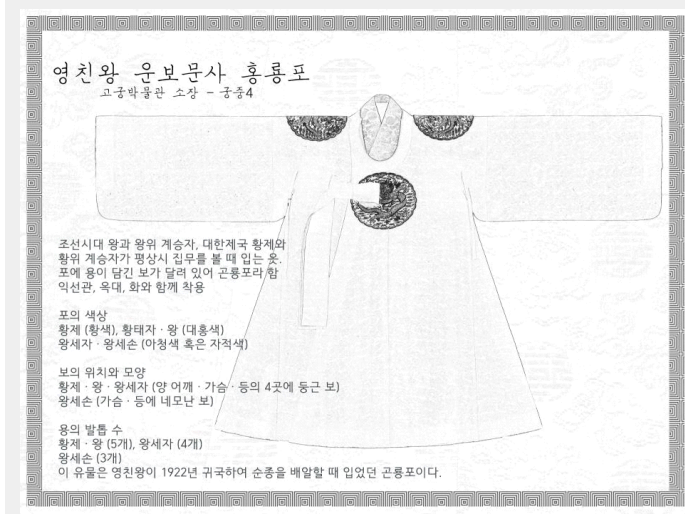 영친왕 운보문사 홍룡포
고궁박물관 소장 - 궁중4
조선시대 왕과 왕위 계승자, 대한제국 황제와
황위 계승자가 평상시 집무를 볼 때 입는 옷.
포에 용이 담긴 보가 달려 있어 곤룡포라 함
익선관, 옥대, 화와 함께 착용
포의 색상
황제 (황색), 황태자 · 왕 (대홍색)
왕세자 · 왕세손 (아청색 혹은 자적색)
보의 위치와 모양
황제 · 왕 · 왕세자 (양 어깨 · 가슴 · 등의 4곳에 둥근 보)
왕세손 (가슴 · 등에 네모난 보)
용의 발톱 수
황제 · 왕 (5개), 왕세자 (4개)
왕세손 (3개)
이 유물은 영친왕이 1922년 귀국하여 순종을 배알할 때 입었던 곤룡포이다.